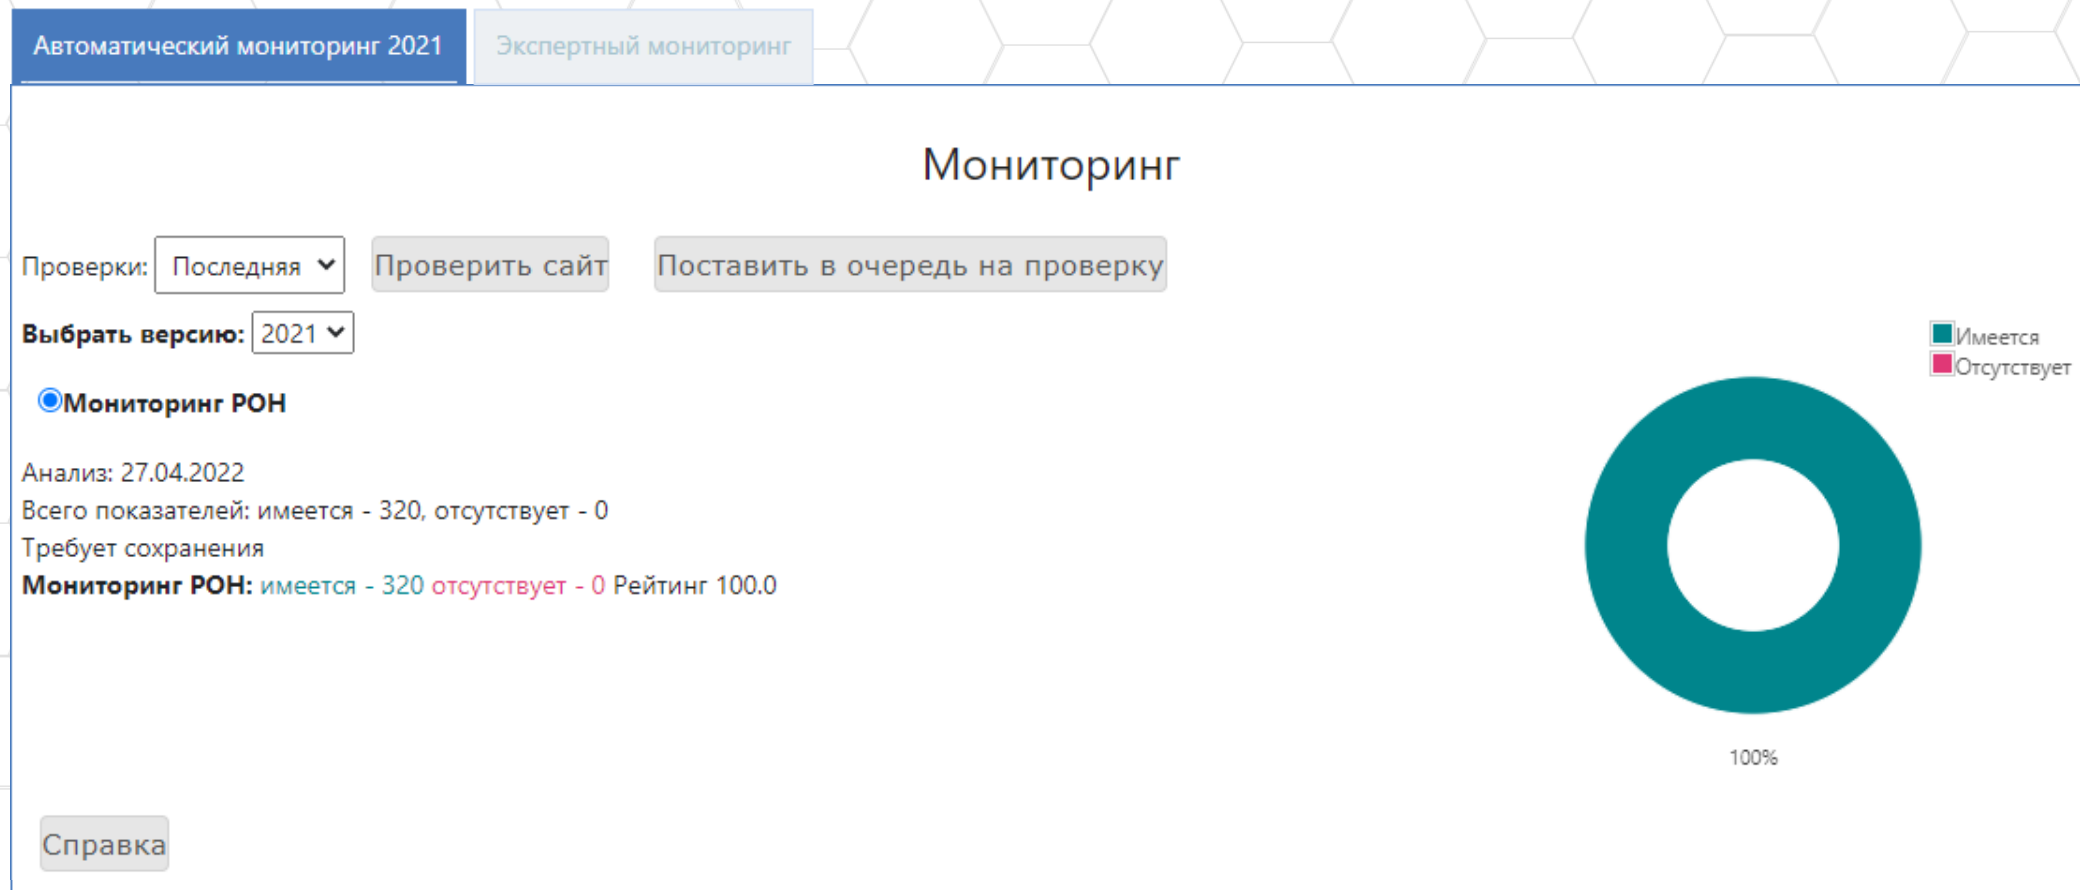 Автоматический мониторинг 2021
Экспертный мониторинг
Мониторинг
Проверки: Последняя Проверить сайт Поставить в очередь на проверку
Выбрать версию: 2021
Мониторинг РОН
Анализ: 27.04.2022
Всего показателей: имеется - 320, отсутствует - 0
Требует сохранения
Мониторинг РОН: имеется - 320 отсутствует - 0 Рейтинг 100.0
Имеется
Отсутствует
100%
Справка